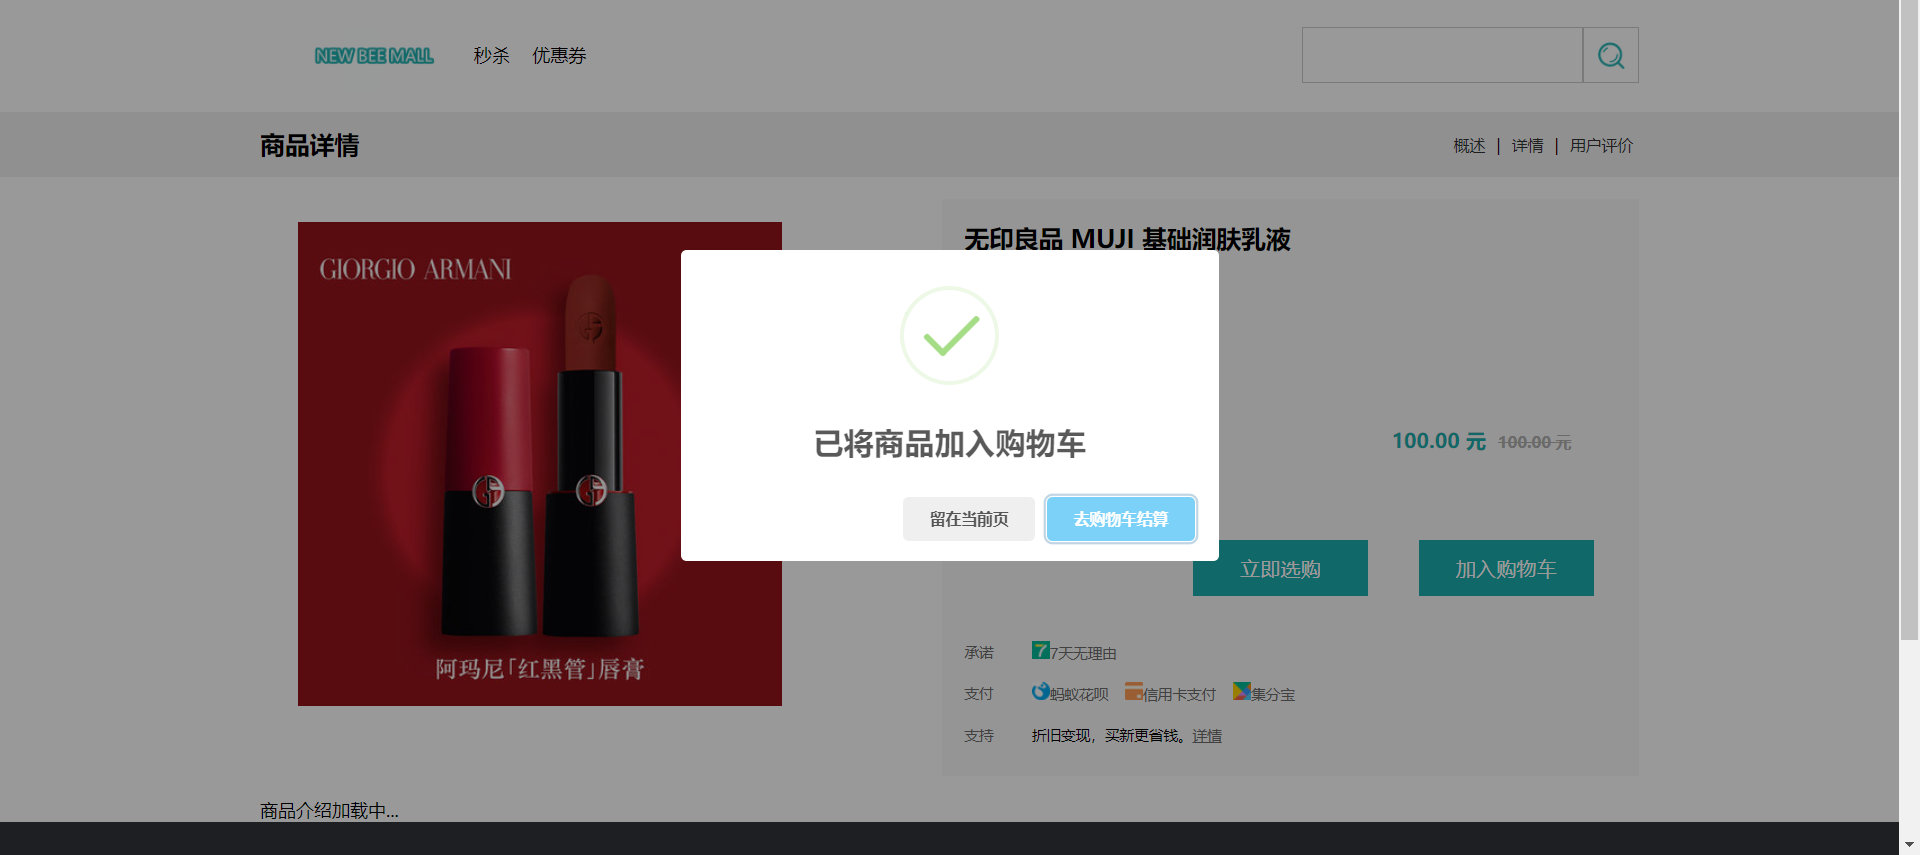 NEW BEE MALL
秒杀 优惠券
商品详情
概述 | 详情 | 用户评价
GIORGIO ARMANI
阿玛尼「红黑管」唇膏
无印良品 MUJI 基础润肤乳液
已将商品加入购物车
留在当前页 去购物车结算
100.00 元 100.00 元
立即选购 加入购物车
承诺 7天无理由
支付 蚂蚁花呗 信用卡支付 集分宝
支持 折旧变现，买新更省钱。详情
商品介绍加载中...